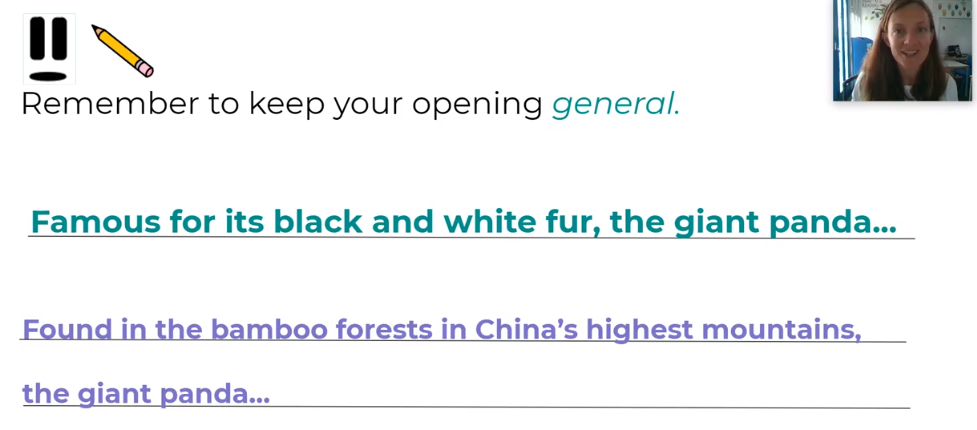 Remember to keep your opening general.
Famous for its black and white fur, the giant panda...
Found in the bamboo forests in China's highest mountains,
the giant panda...